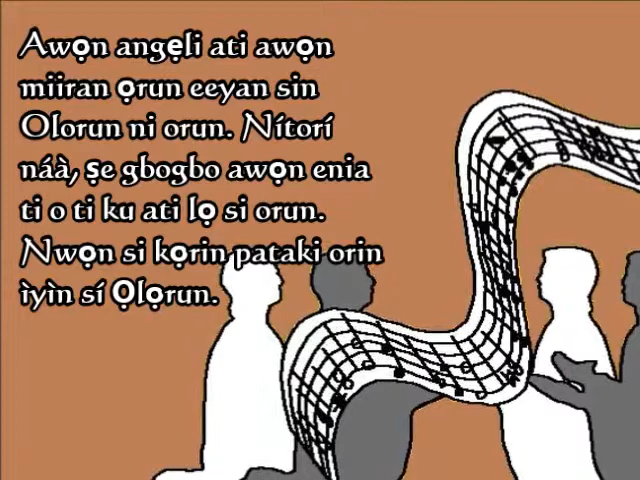 Awọn angẹli ati awọn
miiran ọrun eeyan sin
Olorun ni orun. Nítorí
náà, ṣe gbogbo awọn enia
ti o ti ku ati lọ si orun.
Nwọn si kọrin pataki orin
ìyìn sí Ọlọrun.